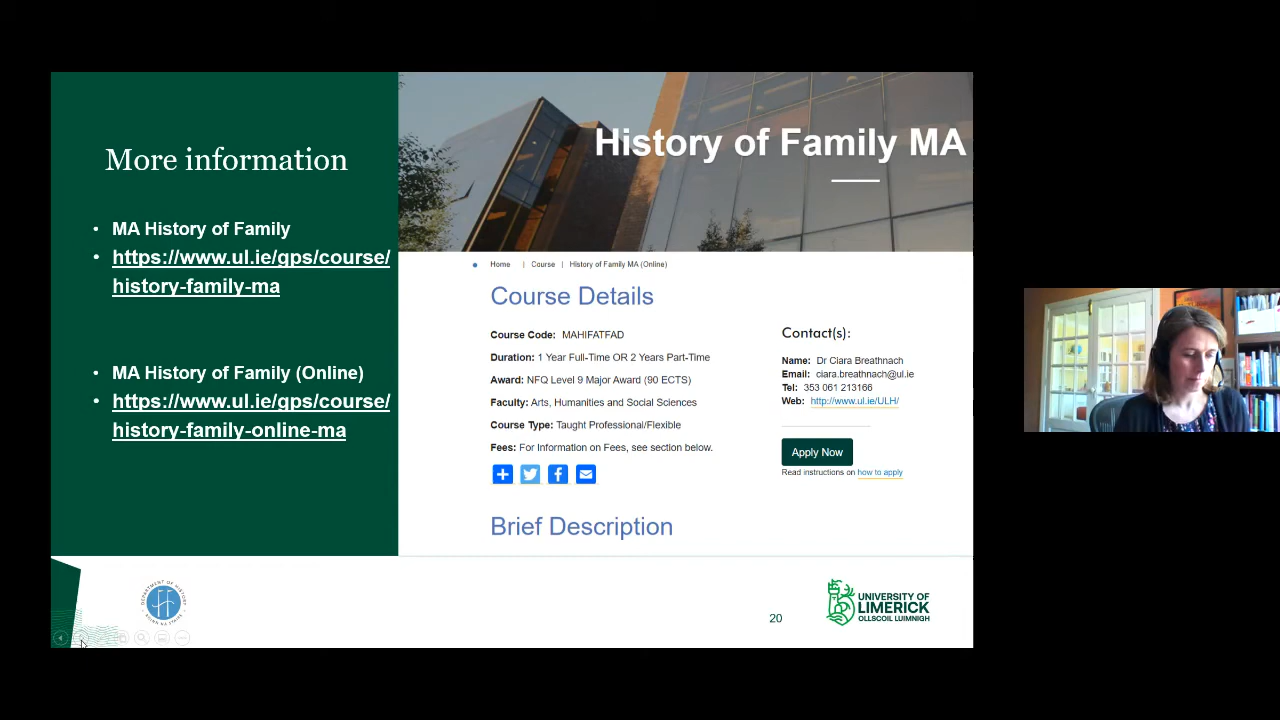 More information
• MA History of Family
• https://www.ul.ie/gps/course/
history-family-ma
• MA History of Family (Online)
• https://www.ul.ie/gps/course/
history-family-online-ma
History of Family MA
Home | Course | History of Family MA (Online)
Course Details
Course Code: MAHIFATFAD
Duration: 1 Year Full-Time OR 2 Years Part-Time
Award: NFQ Level 9 Major Award (90 ECTS)
Faculty: Arts, Humanities and Social Sciences
Course Type: Taught Professional/Flexible
Fees: For Information on Fees, see section below.
Contact(s):
Name: Dr Ciara Breathnach
Email: ciara.breathnach@ul.ie
Tel: 353 061 213166
Web: http://www.ul.ie/ULH/
Apply Now
Read instructions on how to apply
Brief Description
DEPARTMENT OF HISTORY
20
UNIVERSITY OF
LIMERICK
OLLSCOIL LUIMNIGH